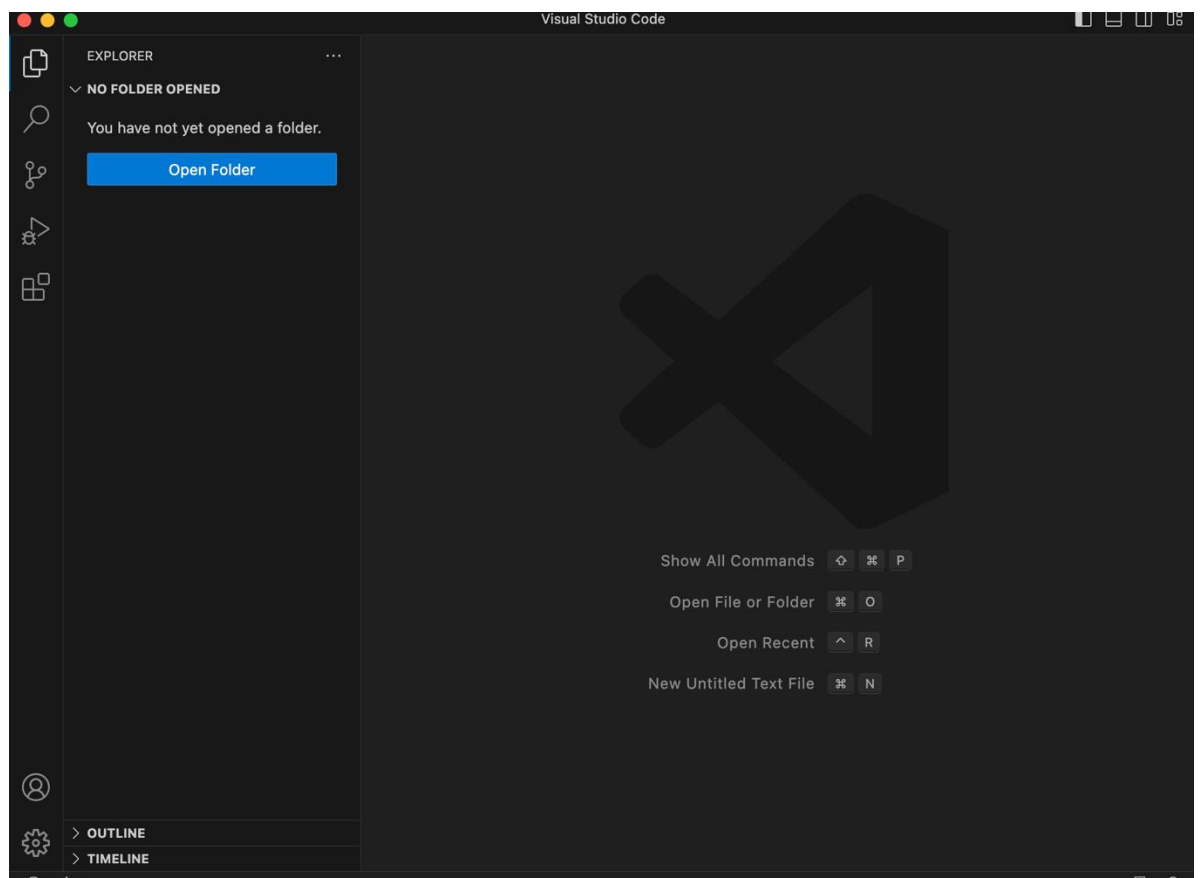 Visual Studio Code
EXPLORER ...
NO FOLDER OPENED
You have not yet opened a folder.
Open Folder
Show All Commands ⇧ ⌘ P
Open File or Folder ⌘ O
Open Recent ^ R
New Untitled Text File ⌘ N
OUTLINE
TIMELINE